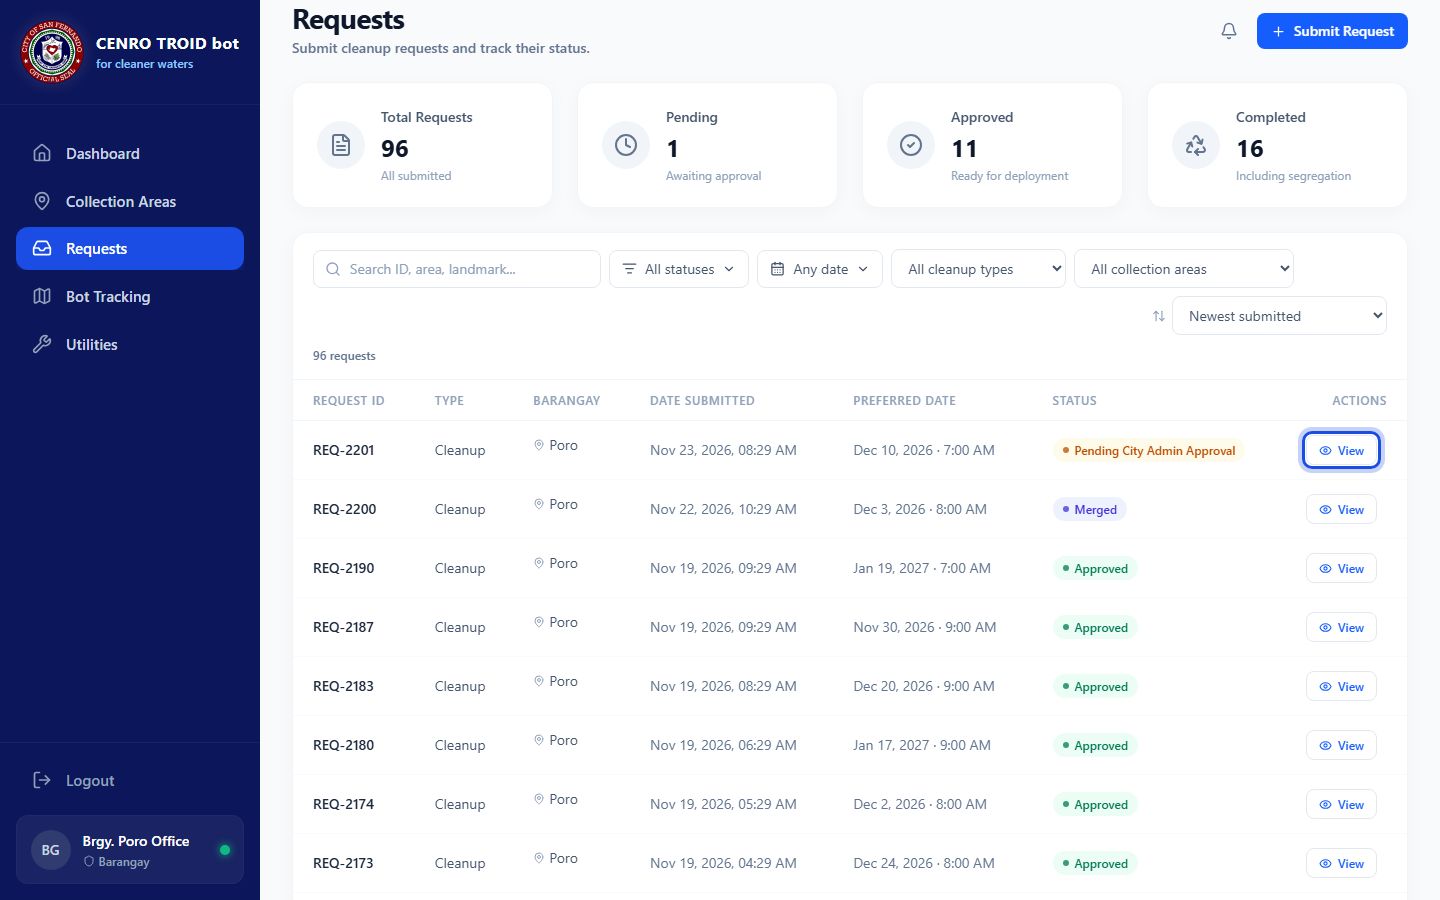 CITY OF SAN FERNANDO
OFFICIAL SEAL
CENRO TROID bot
for cleaner waters
Dashboard
Collection Areas
Requests
Bot Tracking
Utilities
Logout
BG
Brgy. Poro Office
Barangay
Requests
Submit cleanup requests and track their status.
Submit Request
Total Requests
96
All submitted
Pending
1
Awaiting approval
Approved
11
Ready for deployment
Completed
16
Including segregation
Search ID, area, landmark...
All statuses
Any date
All cleanup types
All collection areas
Newest submitted
96 requests
REQUEST ID TYPE BARANGAY DATE SUBMITTED PREFERRED DATE STATUS ACTIONS
REQ-2201 Cleanup Poro Nov 23, 2026, 08:29 AM Dec 10, 2026 · 7:00 AM Pending City Admin Approval View
REQ-2200 Cleanup Poro Nov 22, 2026, 10:29 AM Dec 3, 2026 · 8:00 AM Merged View
REQ-2190 Cleanup Poro Nov 19, 2026, 09:29 AM Jan 19, 2027 · 7:00 AM Approved View
REQ-2187 Cleanup Poro Nov 19, 2026, 09:29 AM Nov 30, 2026 · 9:00 AM Approved View
REQ-2183 Cleanup Poro Nov 19, 2026, 08:29 AM Dec 20, 2026 · 9:00 AM Approved View
REQ-2180 Cleanup Poro Nov 19, 2026, 06:29 AM Jan 17, 2027 · 9:00 AM Approved View
REQ-2174 Cleanup Poro Nov 19, 2026, 05:29 AM Dec 2, 2026 · 8:00 AM Approved View
REQ-2173 Cleanup Poro Nov 19, 2026, 04:29 AM Dec 24, 2026 · 8:00 AM Approved View